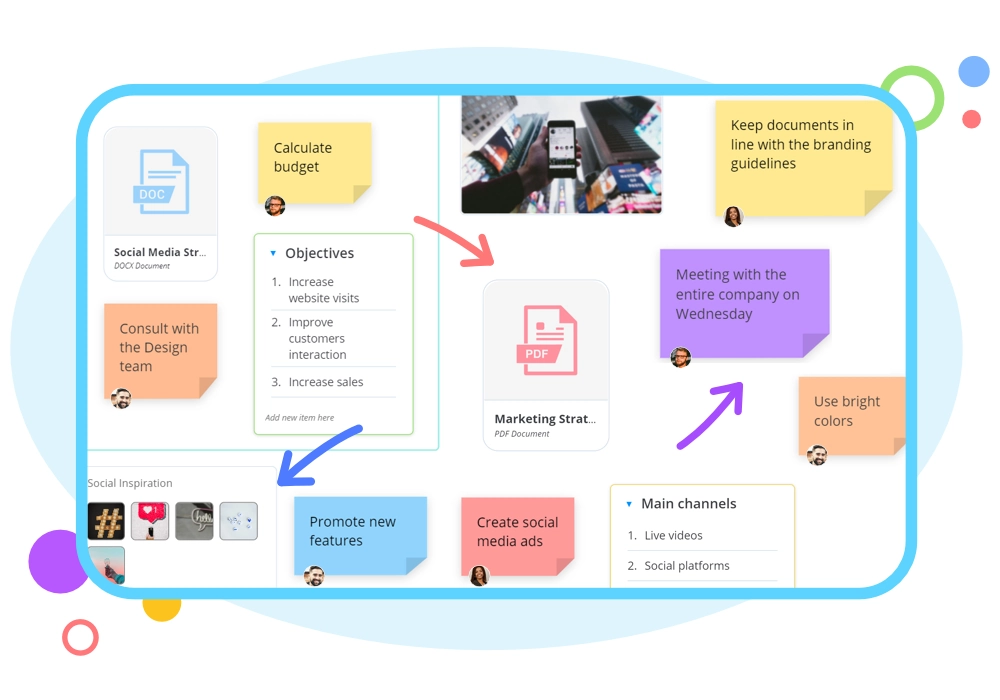 DOC
Social Media Str...
DOCX Document
Calculate
budget
Keep documents in
line with the branding
guidelines
Objectives
1. Increase
website visits
2. Improve
customers
interaction
3. Increase sales
Add new item here
Consult with
the Design
team
PDF
Marketing Strat...
PDF Document
Meeting with the
entire company on
Wednesday
Use bright
colors
Social Inspiration
#
Promote new
features
Create social
media ads
Main channels
1. Live videos
2. Social platforms